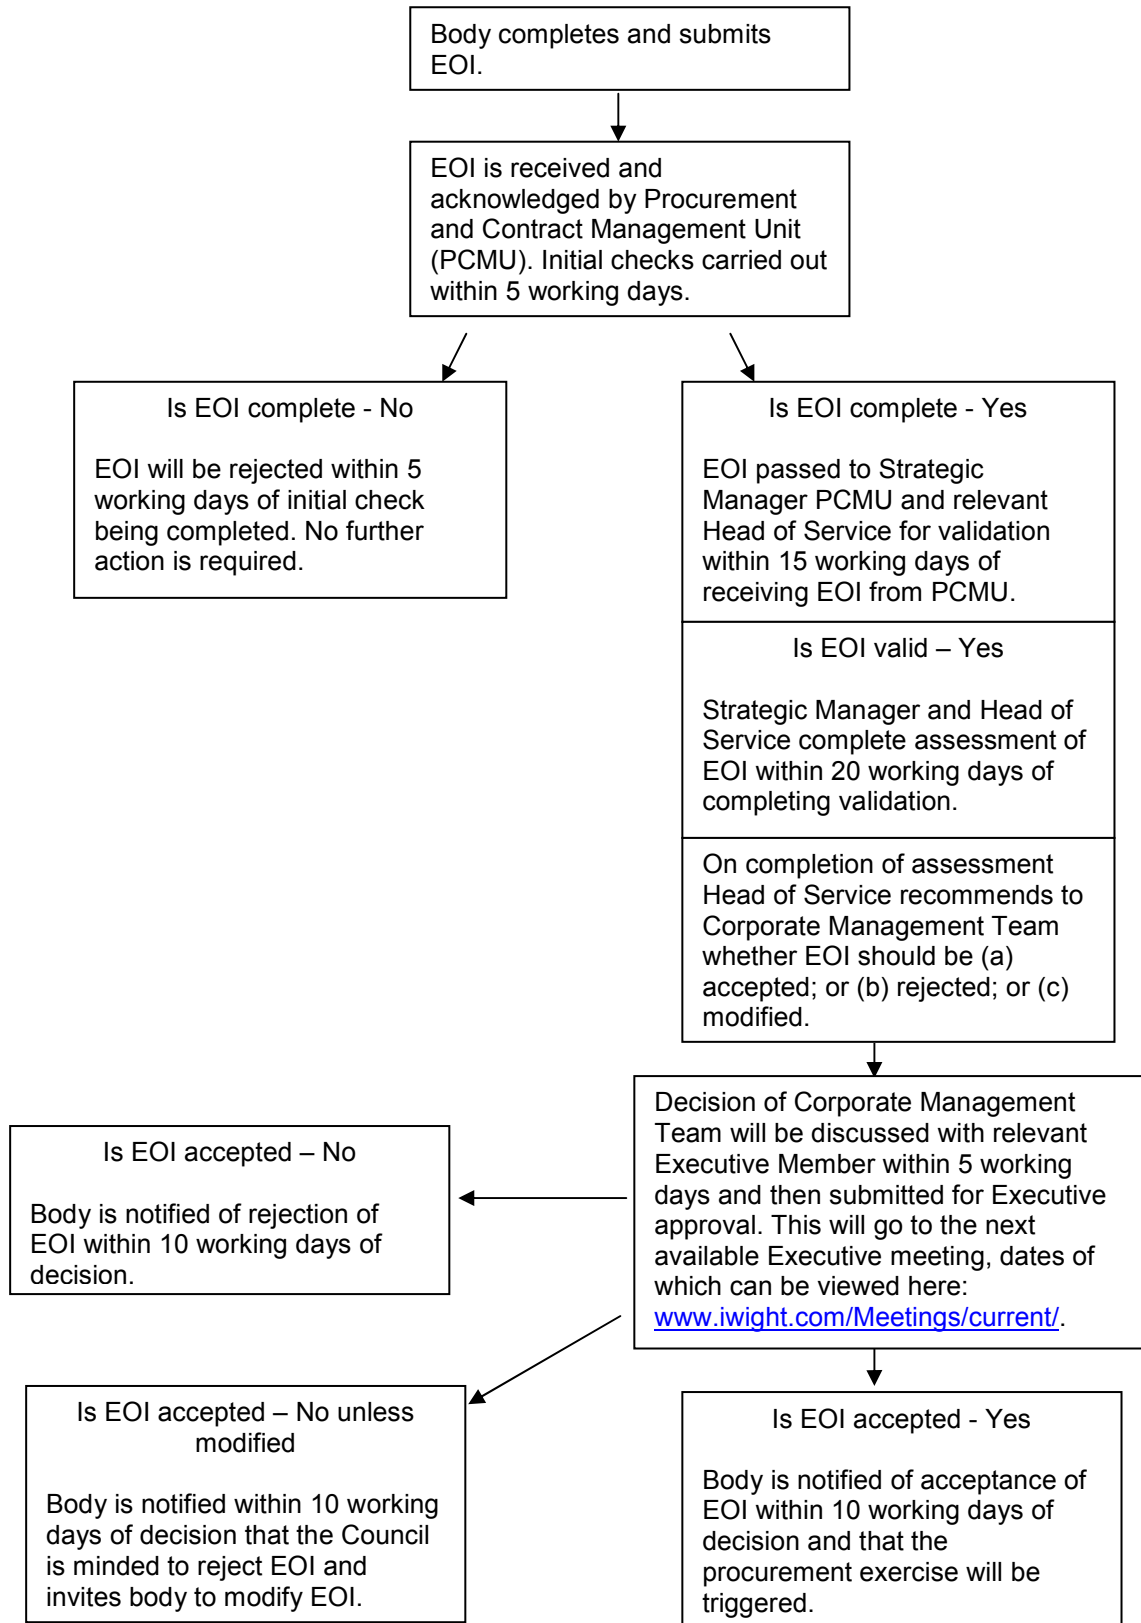 Body completes and submits
EOI.
EOI is received and
acknowledged by Procurement
and Contract Management Unit
(PCMU). Initial checks carried out
within 5 working days.
Is EOI complete - No
EOI will be rejected within 5
working days of initial check
being completed. No further
action is required.
Is EOI complete - Yes
EOI passed to Strategic
Manager PCMU and relevant
Head of Service for validation
within 15 working days of
receiving EOI from PCMU.
Is EOI valid – Yes
Strategic Manager and Head of
Service complete assessment of
EOI within 20 working days of
completing validation.
On completion of assessment
Head of Service recommends to
Corporate Management Team
whether EOI should be (a)
accepted; or (b) rejected; or (c)
modified.
Decision of Corporate Management
Team will be discussed with relevant
Executive Member within 5 working
days and then submitted for Executive
approval. This will go to the next
available Executive meeting, dates of
which can be viewed here:
www.iwight.com/Meetings/current/.
Is EOI accepted – No
Body is notified of rejection of
EOI within 10 working days of
decision.
Is EOI accepted – No unless
modified
Body is notified within 10 working
days of decision that the Council
is minded to reject EOI and
invites body to modify EOI.
Is EOI accepted - Yes
Body is notified of acceptance of
EOI within 10 working days of
decision and that the
procurement exercise will be
triggered.